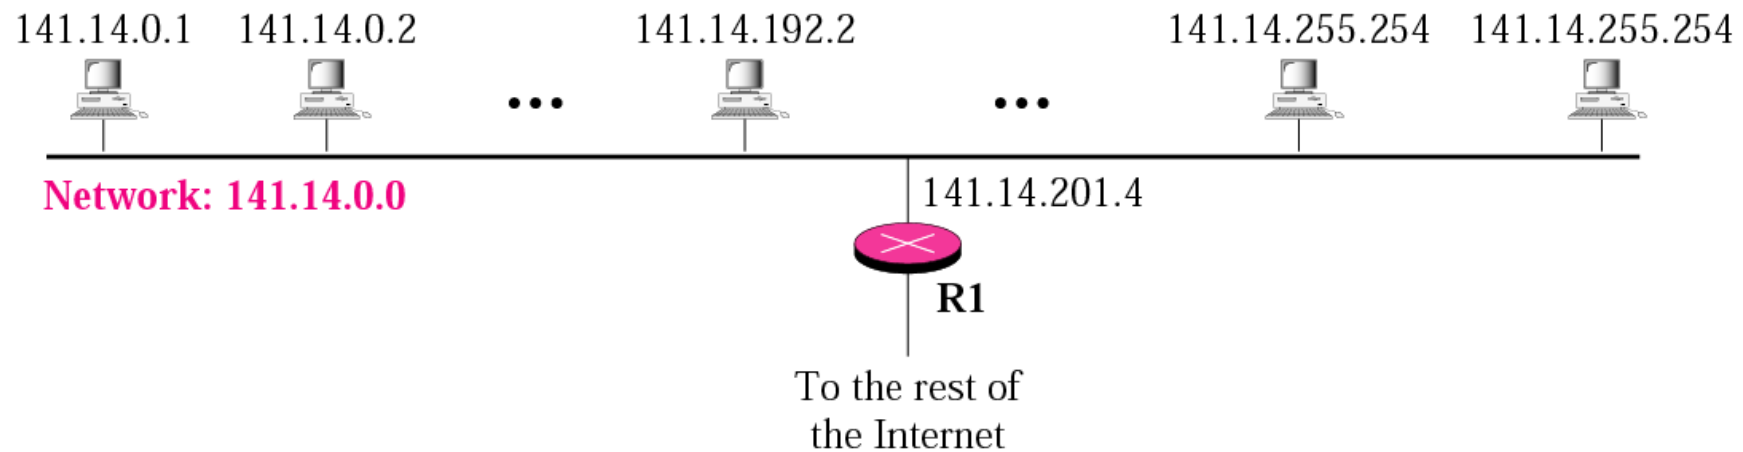 141.14.0.1 141.14.0.2 141.14.192.2 141.14.255.254 141.14.255.254
Network: 141.14.0.0
141.14.201.4
R1
To the rest of
the Internet